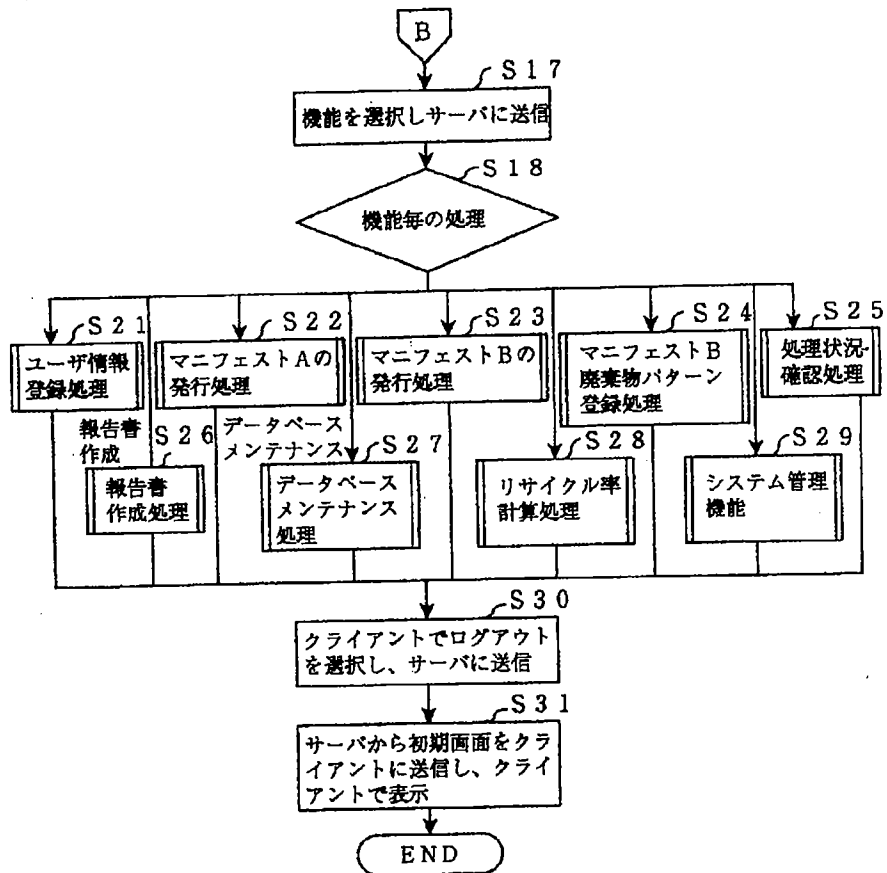 B
S17
機能を選択しサーバに送信
S18
機能毎の処理
S21
ユーザ情報
登録処理
S22
マニフェストAの
発行処理
S23
マニフェストBの
発行処理
S24
マニフェストB
廃棄物パターン
登録処理
S25
処理状況
確認処理
報告書
作成
S26
報告書
作成処理
データベース
メンテナンス
S27
データベース
メンテナンス
処理
S28
リサイクル率
計算処理
S29
システム管理
機能
S30
クライアントでログアウト
を選択し、サーバに送信
S31
サーバから初期画面をクラ
イアントに送信し、クライ
アントで表示
END